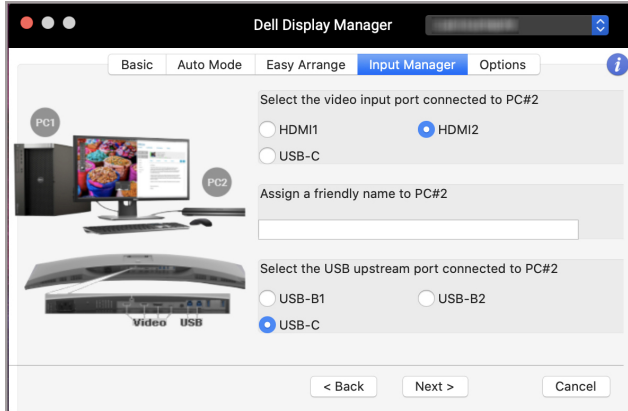 Dell Display Manager
Basic
Auto Mode
Easy Arrange
Input Manager
Options
i
Select the video input port connected to PC#2
PC1
HDMI1
HDMI2
USB-C
PC2
Assign a friendly name to PC#2
Select the USB upstream port connected to PC#2
USB-B1
USB-B2
Video
USB
USB-C
< Back
Next >
Cancel